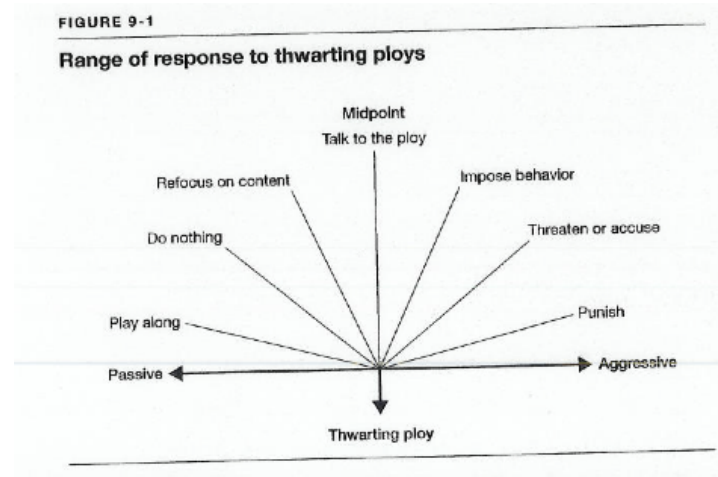 FIGURE 9-1
Range of response to thwarting ploys
Midpoint
Talk to the ploy
Refocus on content
Impose behavior
Do nothing
Threaten or accuse
Play along
Punish
Passive
Aggressive
Thwarting ploy